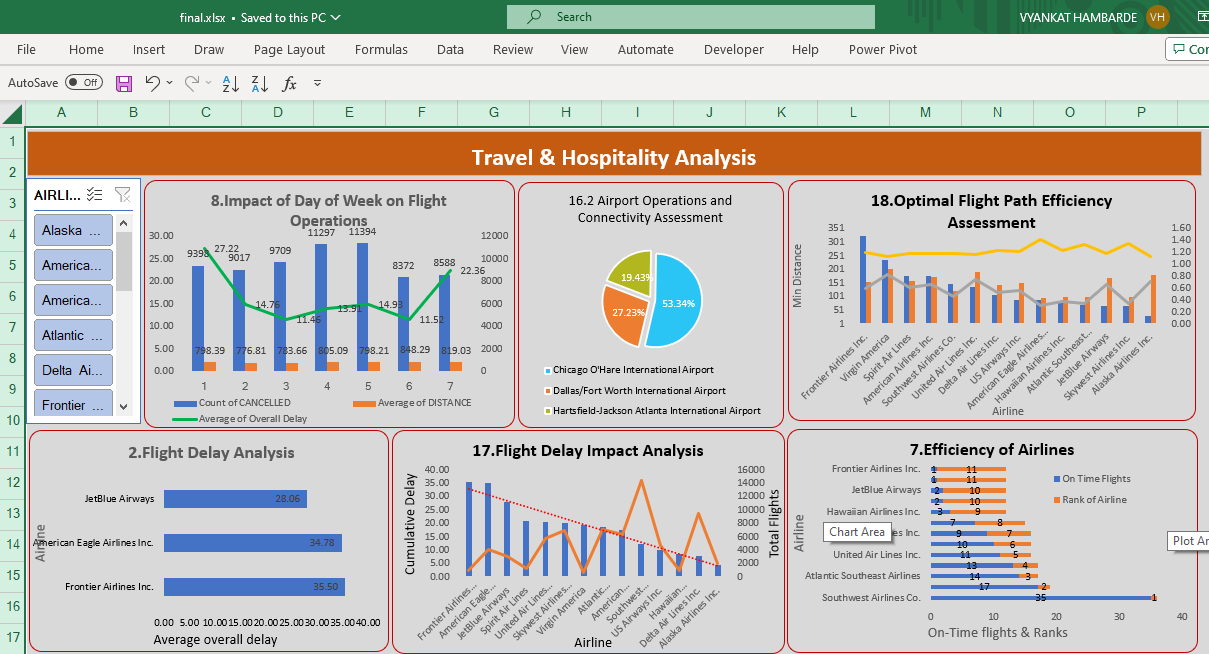 final.xlsx • Saved to this PC
Search
VYANKAT HAMBARDE VH
File Home Insert Draw Page Layout Formulas Data Review View Automate Developer Help Power Pivot
AutoSave Off
A B C D E F G H I J K L M N O P
1
2
3
4
5
6
7
8
9
10
11
12
13
14
15
16
17
Travel & Hospitality Analysis
AIRLI...
Alaska ...
America...
America...
Atlantic ...
Delta Ai...
Frontier ...
8.Impact of Day of Week on Flight
Operations
30.00
25.00
20.00
15.00
10.00
5.00
0.00
12000
10000
8000
6000
4000
2000
0
9398 9017 9709 11297 11394 8372 8588
27.22 14.76 11.46 13.91 14.93 11.52 22.36
798.39 776.81 783.66 805.09 798.21 848.29 819.03
1 2 3 4 5 6 7
Count of CANCELLED
Average of DISTANCE
Average of Overall Delay
16.2 Airport Operations and
Connectivity Assessment
19.43%
53.34%
27.23%
Chicago O'Hare International Airport
Dallas/Fort Worth International Airport
Hartsfield-Jackson Atlanta International Airport
18.Optimal Flight Path Efficiency
Assessment
Min Distance
351
301
251
201
151
101
51
1
1.60
1.40
1.20
1.00
0.80
0.60
0.40
0.20
0.00
Frontier Airlines Inc.
Virgin America
Spirit Air Lines
American Airlines Inc.
Southwest Airlines Co.
United Air Lines Inc.
Delta Air Lines Inc.
US Airways Inc.
American Eagle Airlines...
Hawaiian Airlines Inc.
Atlantic Southeast...
JetBlue Airways
Skywest Airlines Inc.
Alaska Airlines Inc.
Airline
2.Flight Delay Analysis
Airline
JetBlue Airways 28.06
American Eagle Airlines Inc. 34.78
Frontier Airlines Inc. 35.50
0.00 5.00 10.00 15.00 20.00 25.00 30.00 35.00 40.00
Average overall delay
17.Flight Delay Impact Analysis
Cumulative Delay
40.00
35.00
30.00
25.00
20.00
15.00
10.00
5.00
0.00
16000
14000
12000
10000
8000
6000
4000
2000
0
Total Flights
Frontier Airlines...
American Eagle...
JetBlue Airways
Spirit Air Lines
United Air Lines...
Skywest Airlines...
Virgin America
Atlantic...
American...
Southwest...
US Airways Inc.
Hawaiian...
Delta Air Lines Inc.
Alaska Airlines Inc.
Airline
7.Efficiency of Airlines
Airline
Frontier Airlines Inc. 1 11
1 11
JetBlue Airways 2 10
2 10
Hawaiian Airlines Inc. 3 9
7 8
es Inc. 9 7
10 6
United Air Lines Inc. 11 5
13 4
Atlantic Southeast Airlines 14 3
17 2
Southwest Airlines Co. 35 1
On Time Flights
Rank of Airline
0 10 20 30 40
On-Time flights & Ranks
Chart Area
Plot Ar